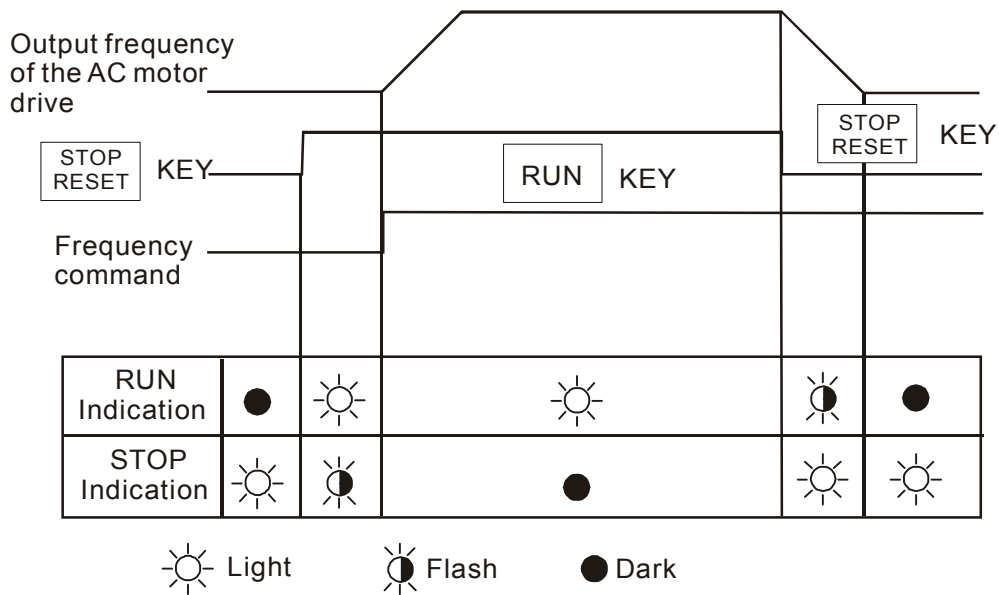 Output frequency
of the AC motor
drive
STOP
RESET
KEY
RUN
KEY
STOP
RESET
KEY
Frequency
command
RUN
Indication
STOP
Indication
Light
Flash
Dark